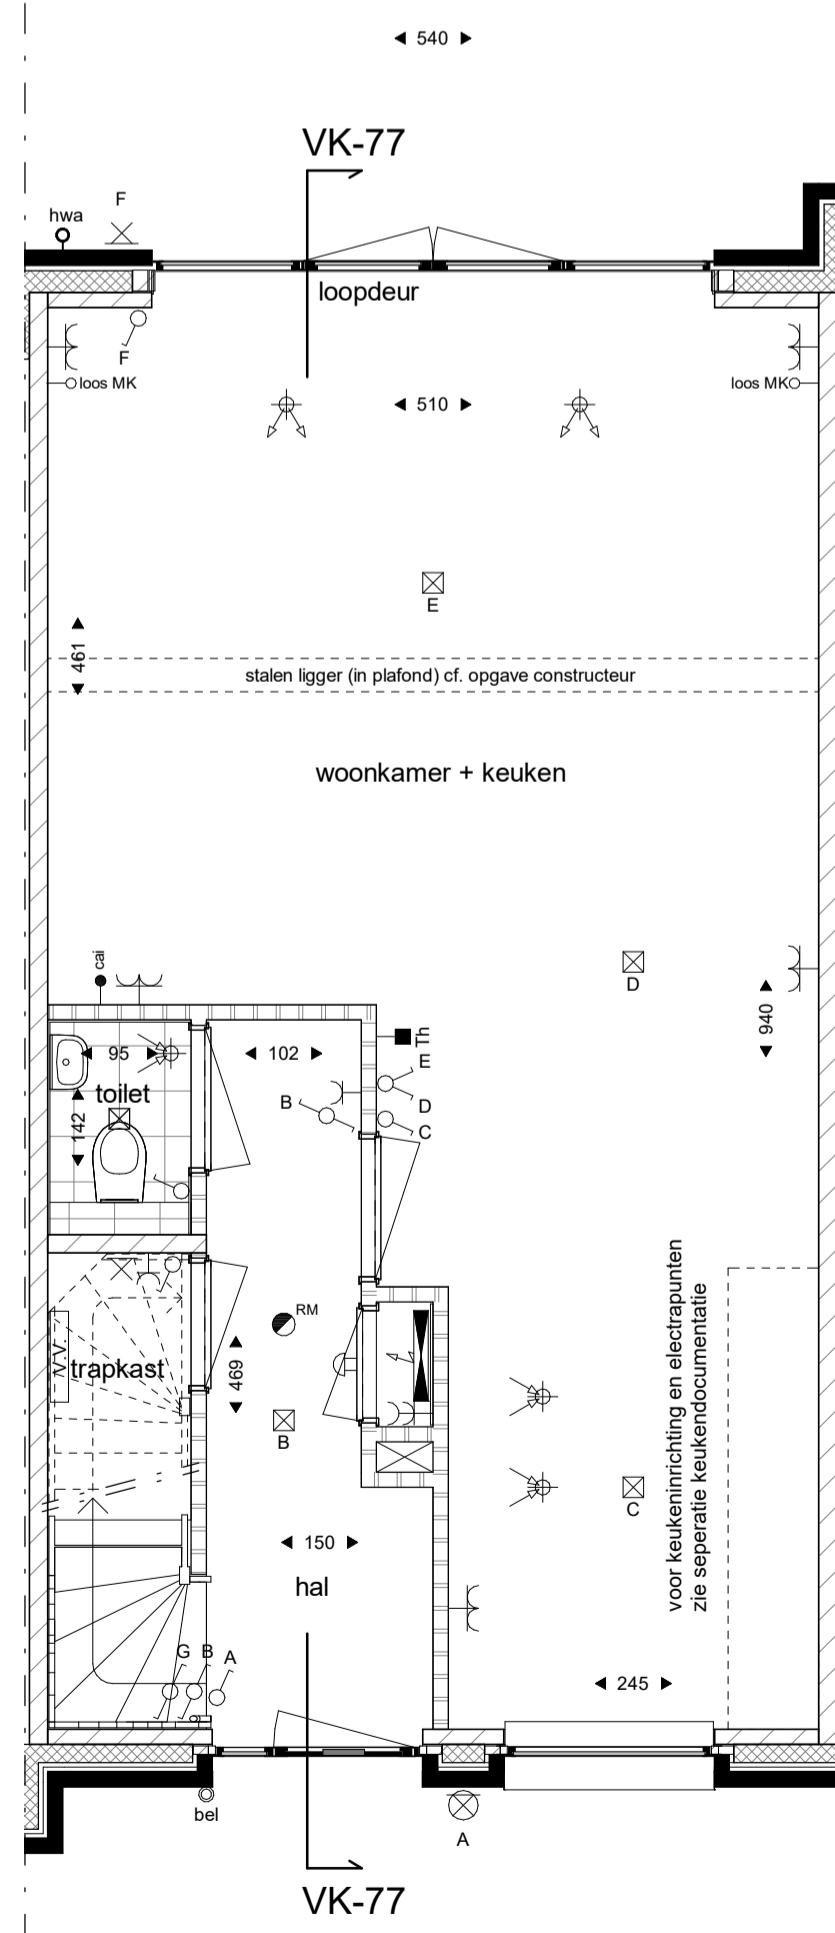 540
VK-77
F
hwa
loopdeur
F
loos MK
510
loos MK
E
461
stalen ligger (in plafond) cf. opgave constructeur
woonkamer + keuken
cai
D
940
Th
95
102
E
toilet
B
D
142
C
voor keukeninrichting en electrapunten
zie seperatie keukendocumentatie
RM
v.v.
trapkast
469
B
C
150
hal
G B A
245
bel
A
VK-77